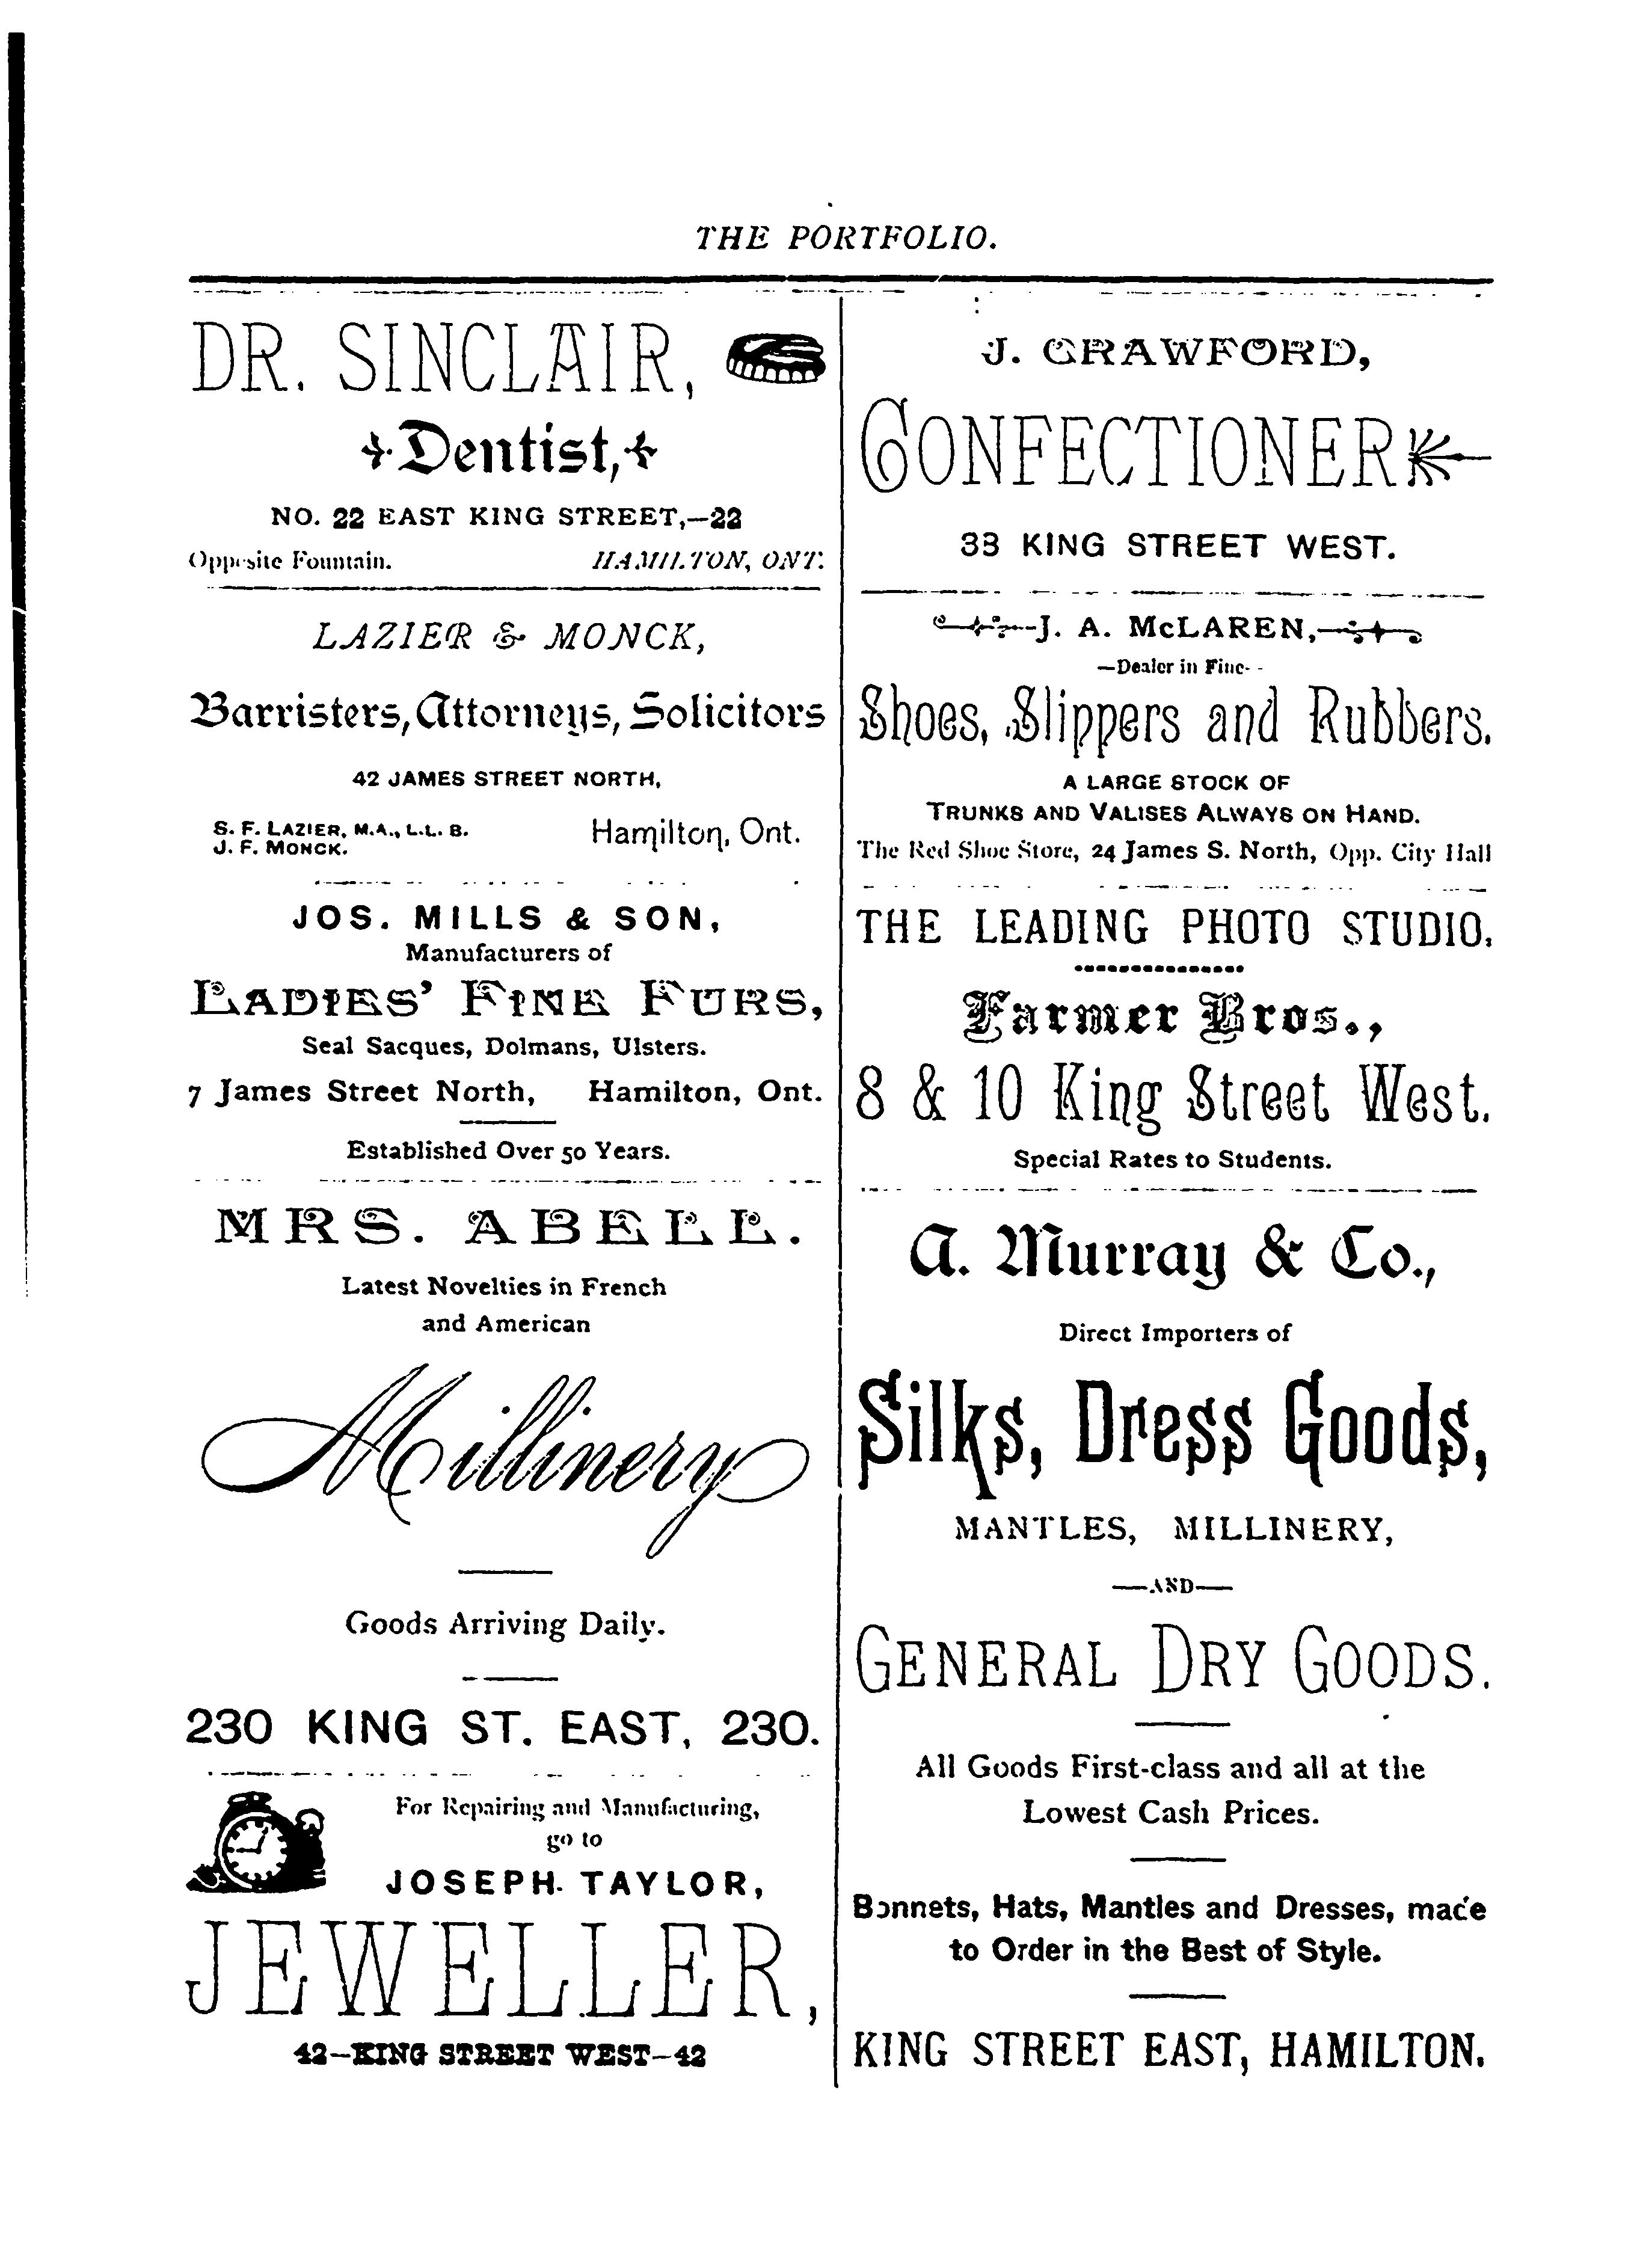 THE PORTFOLIO.
DR. SINCLAIR,
Dentist,
NO. 22 EAST KING STREET,—22
Opposite Fountain. HAMILTON, ONT.
LAZIER & MONCK,
Barristers, Attorneys, Solicitors
42 JAMES STREET NORTH,
S. F. LAZIER, M.A., L.L. B.
J. F. MONCK.
Hamilton, Ont.
JOS. MILLS & SON,
Manufacturers of
LADIES' FINE FURS,
Seal Sacques, Dolmans, Ulsters.
7 James Street North, Hamilton, Ont.
Established Over 50 Years.
MRS. ABELL.
Latest Novelties in French
and American
Millinery
Goods Arriving Daily.
230 KING ST. EAST, 230.
For Repairing and Manufacturing,
go to
JOSEPH TAYLOR,
JEWELLER,
42—KING STREET WEST—42
J. CRAWFORD,
CONFECTIONER
33 KING STREET WEST.
J. A. McLAREN,
—Dealer in Fine—
Shoes, Slippers and Rubbers.
A LARGE STOCK OF
TRUNKS AND VALISES ALWAYS ON HAND.
The Red Shoe Store, 24 James S. North, Opp. City Hall
THE LEADING PHOTO STUDIO.
Farmer Bros.,
8 & 10 King Street West.
Special Rates to Students.
A. Murray & Co.,
Direct Importers of
Silks, Dress Goods,
MANTLES, MILLINERY,
—AND—
GENERAL DRY GOODS.
All Goods First-class and all at the
Lowest Cash Prices.
Bonnets, Hats, Mantles and Dresses, made
to Order in the Best of Style.
KING STREET EAST, HAMILTON.